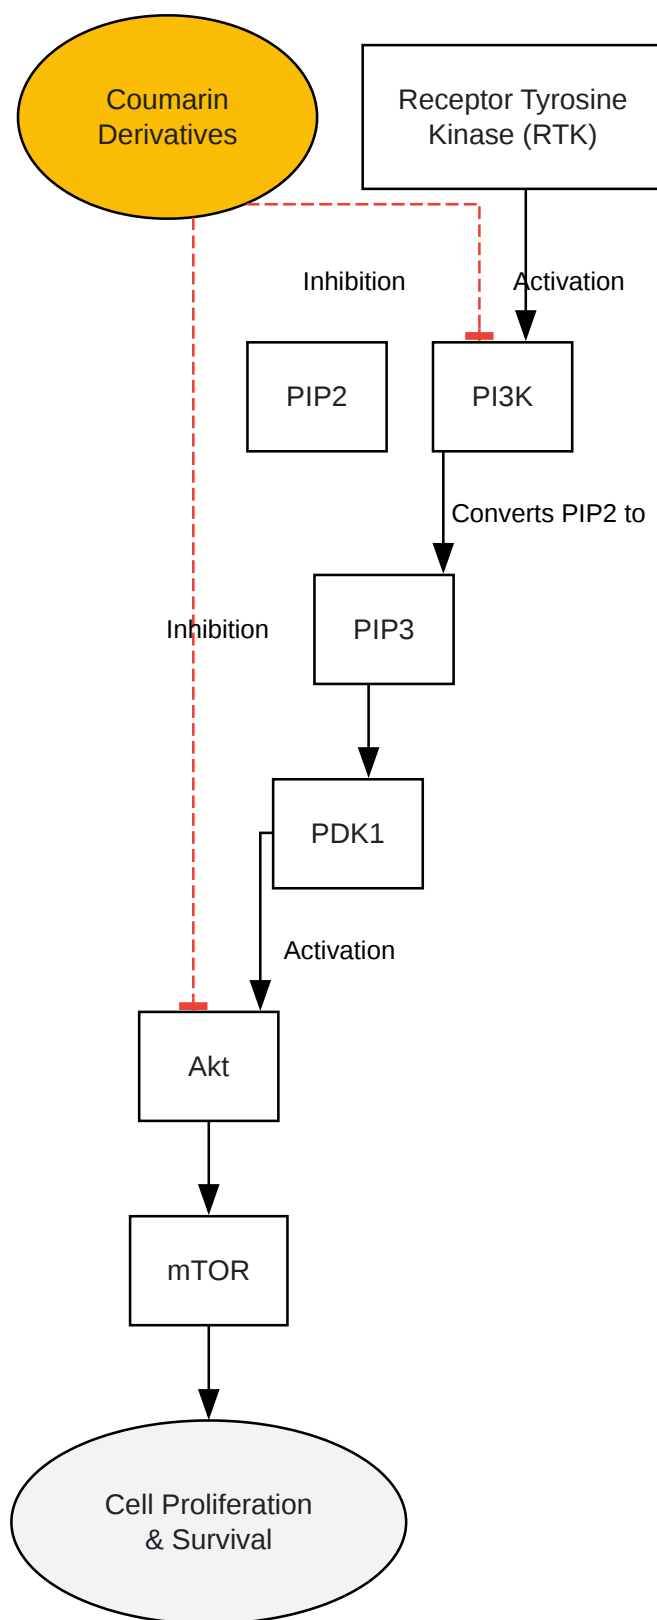 Coumarin
Derivatives
Receptor Tyrosine
Kinase (RTK)
Inhibition
Activation
PIP2
PI3K
Converts PIP2 to
PIP3
Inhibition
PDK1
Activation
Akt
mTOR
Cell Proliferation
& Survival